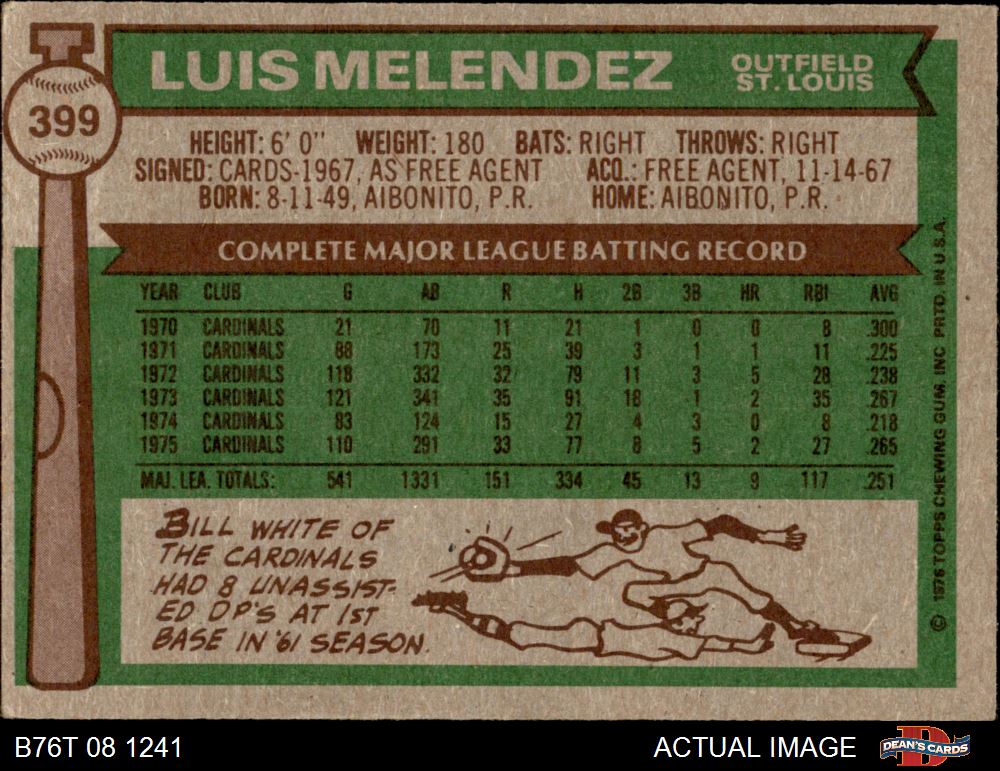 399
LUIS MELENDEZ
OUTFIELD
ST. LOUIS
HEIGHT: 6' 0" WEIGHT: 180 BATS: RIGHT THROWS: RIGHT
SIGNED: CARDS-1967, AS FREE AGENT ACQ.: FREE AGENT, 11-14-67
BORN: 8-11-49, AIBONITO, P.R. HOME: AIBONITO, P.R.
COMPLETE MAJOR LEAGUE BATTING RECORD
YEAR CLUB G AB R H 2B 3B HR RBI AVG
1970 CARDINALS 21 70 11 21 1 0 0 8 .300
1971 CARDINALS 88 173 25 39 3 1 1 11 .225
1972 CARDINALS 118 332 32 79 11 3 5 28 .238
1973 CARDINALS 121 341 35 91 18 1 2 35 .267
1974 CARDINALS 83 124 15 27 4 3 0 8 .218
1975 CARDINALS 110 291 33 77 8 5 2 27 .265
MAJ. LEA. TOTALS: 541 1331 151 334 45 13 9 117 .251
BILL WHITE OF
THE CARDINALS
HAD 8 UNASSIST-
ED DP'S AT 1ST
BASE IN '61 SEASON.
© 1976 TOPPS CHEWING GUM, INC. PRTD. IN U.S.A.
B76T 08 1241
ACTUAL IMAGE
DEAN'S CARDS